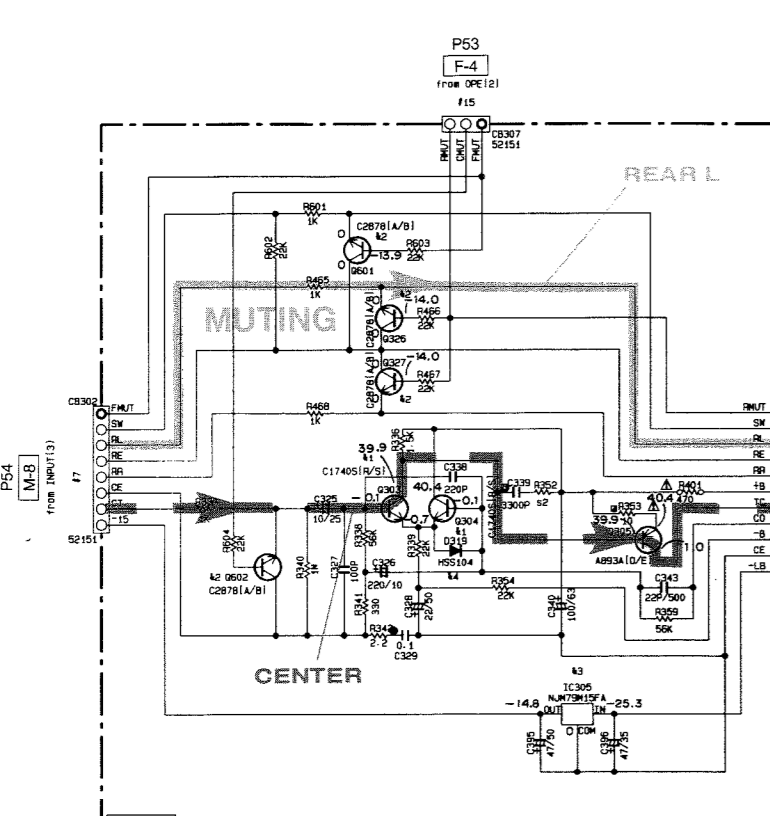 P53
F-4
from OPE(2)
#15
CB307
52151
RMUT
CMUT
FMUT
REAR L
R601
1K
C2878(A/B)
&2
R602
22K
R603
22K
-13.9
Q601
R465
1K
&2
-14.0
MUTING
C2878(A/B)
R466
22K
Q326
Q327
-14.0
C2878(A/B)
R467
22K
&2
CB302
FMUT
SW
RL
RE
RR
CE
CT
-15
52151
P54
M-8
from INPUT(3)
#7
R468
1K
RMUT
SW
RL
RE
RR
+B
TC
CO
-B
CE
-LB
39.9
&1
C1740S(R/S)
R336
1.5K
C338
220P
40.4
C339
3300P
R352
52
R401
470
C325
10/25
-0.1
Q303
-0.1
Q304
&1
-0.7
R353
10
40.4
39.9
1.0
A893A(D/E)
R604
22K
&2 Q602
C2878(A/B)
R340
1M
C327
100P
R338
56K
C326
220/10
R339
22K
D319
HSS104
&4
R354
22K
C343
22P/500
R359
56K
R341
330
C328
22/50
C340
100/63
R342
2.2
0.1
C329
CENTER
&3
IC305
NJM79M15FA
-14.8
OUT
IN
-25.3
O COM
C395
47/50
C396
47/35